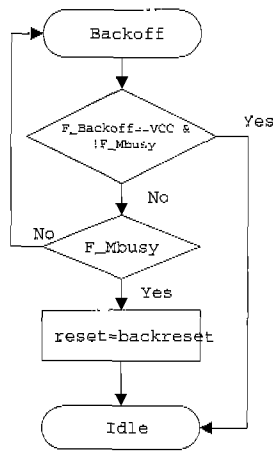 Backoff
F_Backoff==VCC &
!F_Mbusy
Yes
No
No
F_Mbusy
Yes
reset=backreset
Idle